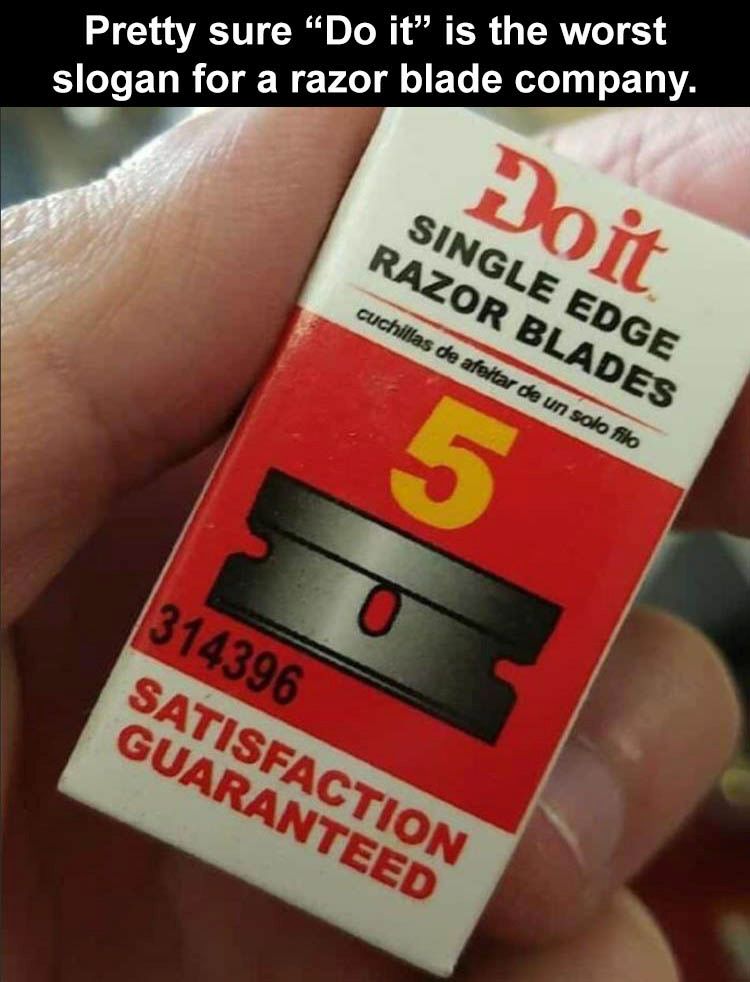 Pretty sure “Do it” is the worst
slogan for a razor blade company.
Do it
SINGLE EDGE
RAZOR BLADES
cuchillas de afeitar de un solo filo
5
314396
SATISFACTION
GUARANTEED